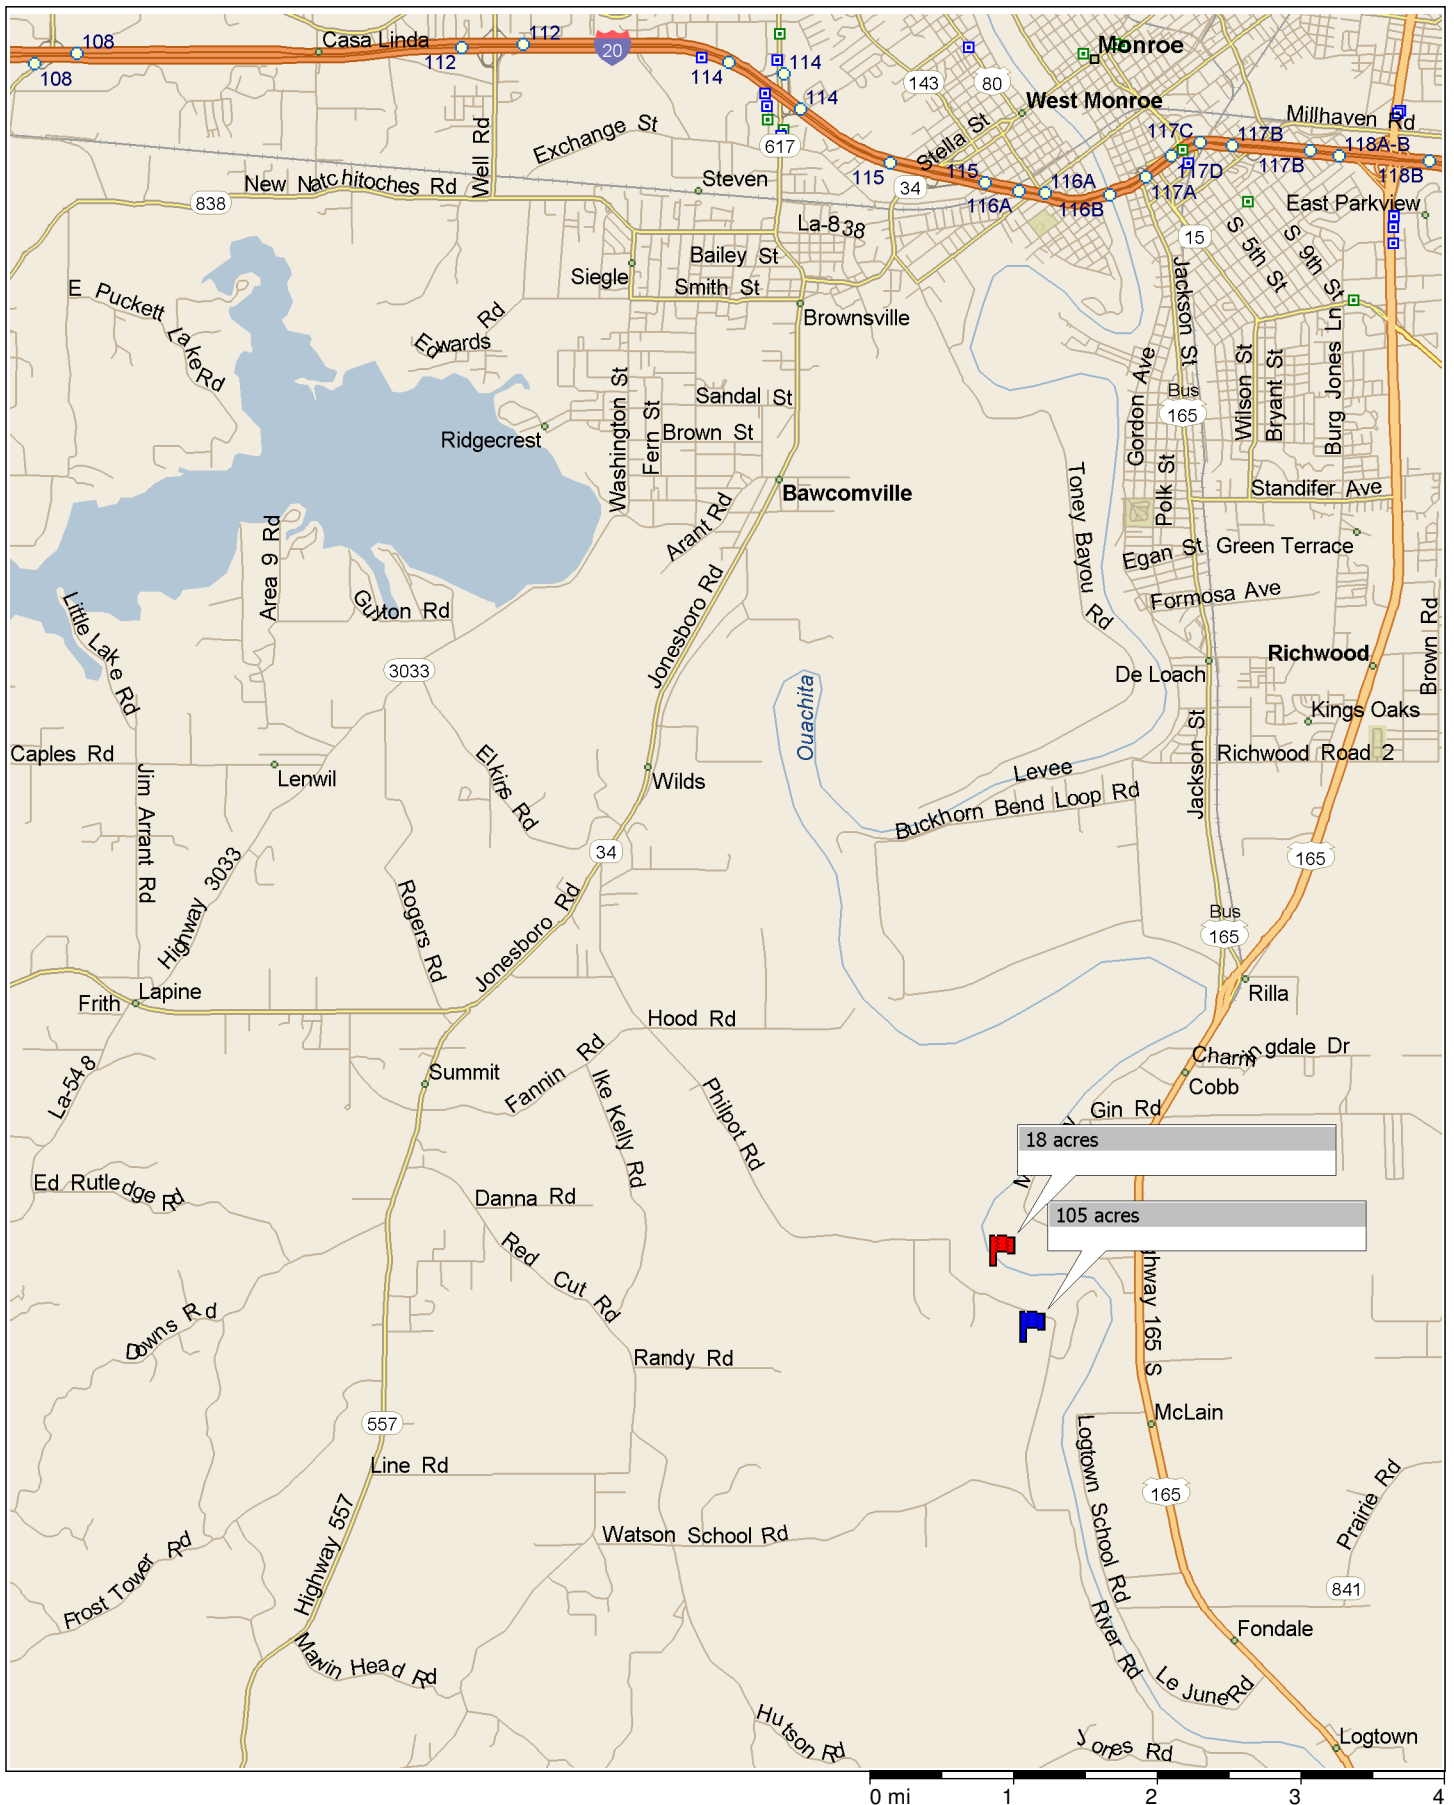 108
Casa Linda
112
112
20
114
114
114
108
Monroe
143
80
West Monroe
Millhaven Rd
Well Rd
Exchange St
617
Stella St
117C
117B
118A-B
115
115
116A
117D
117B
118B
New Natchitoches Rd
Steven
34
116A
116B
117A
838
La-838
East Parkview
15
S 5th St
S 9th St
Bailey St
Siegle
Smith St
Jackson St
E Puckett
Lake Rd
Edwards Rd
Brownsville
Gordon Ave
Wilson St
Bryant St
Burg Jones Ln
Washington St
Fern St
Sandal St
Bus
165
Ridgecrest
Brown St
Toney Bayou Rd
Polk St
Bawcomville
Standifer Ave
Area 9 Rd
Arant Rd
Egan St
Green Terrace
Little Lake Rd
Guyton Rd
Jonesboro Rd
Formosa Ave
Brown Rd
3033
Richwood
De Loach
Ouachita
Kings Oaks
Caples Rd
Lenwil
Elkins Rd
Wilds
Levee
Jackson St
Richwood Road 2
Jim Arrant Rd
Buckhorn Bend Loop Rd
Highway 3033
34
165
Rogers Rd
Jonesboro Rd
Bus
165
Frith
Lapine
Rilla
Hood Rd
La-548
Summit
Fannin Rd
Charmingdale Dr
Cobb
Ike Kelly Rd
Philpot Rd
Gin Rd
18 acres
Ed Rutledge Rd
Danna Rd
105 acres
Red Cut Rd
Downs Rd
ghway 165 S
Randy Rd
557
McLain
Line Rd
Logtown School Rd
165
Prairie Rd
Highway 557
Watson School Rd
Frost Tower Rd
841
River Rd
Fondale
Marvin Head Rd
Le June Rd
Hutson Rd
Jones Rd
Logtown
0 mi 1 2 3 4